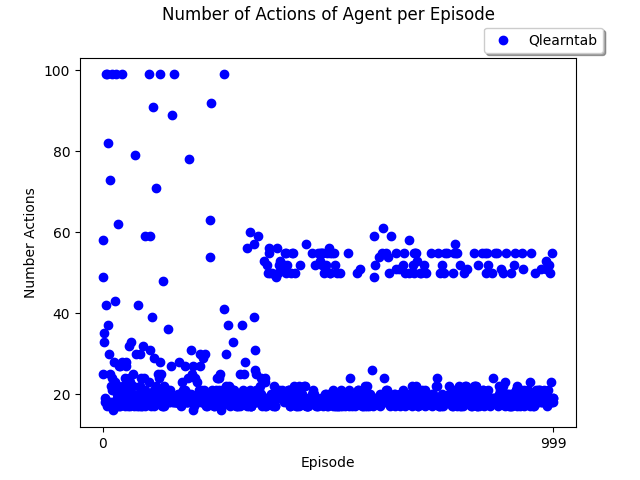 Number of Actions of Agent per Episode
Qlearntab
100
80
60
40
20
Number Actions
0
999
Episode